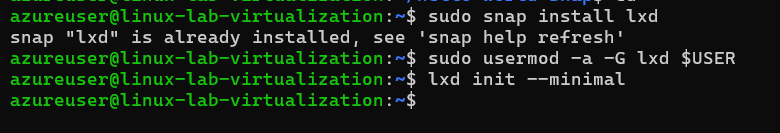 azureuser@linux-lab-virtualization:~$ sudo snap install lxd
snap "lxd" is already installed, see 'snap help refresh'
azureuser@linux-lab-virtualization:~$ sudo usermod -a -G lxd $USER
azureuser@linux-lab-virtualization:~$ lxd init --minimal
azureuser@linux-lab-virtualization:~$